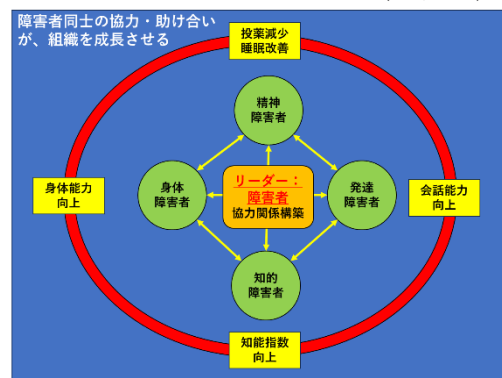 障害者同士の協力・助け合い
が、組織を成長させる
投薬減少
睡眠改善
精神
障害者
身体能力
向上
身体
障害者
リーダー：
障害者
協力関係構築
発達
障害者
会話能力
向上
知的
障害者
知能指数
向上